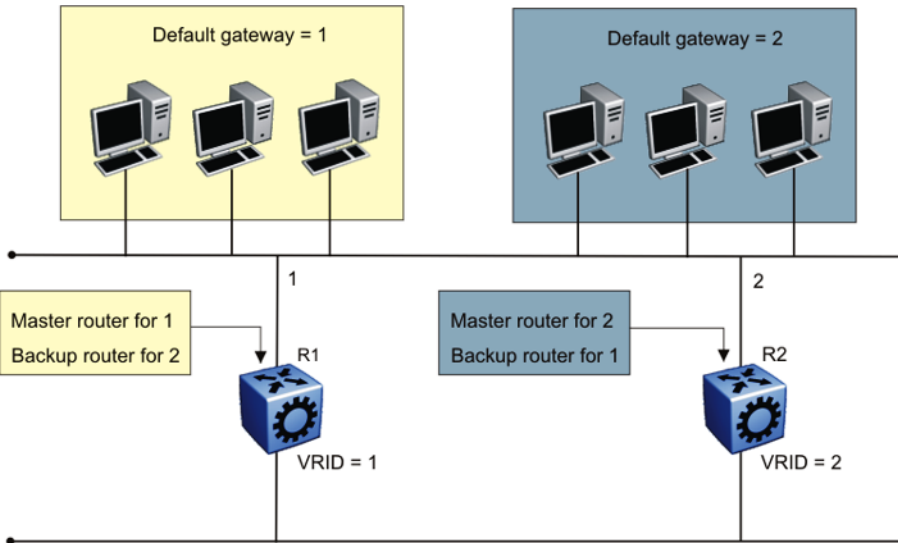 Default gateway = 1
Default gateway = 2
1
2
Master router for 1
Backup router for 2
R1
Master router for 2
Backup router for 1
R2
VRID = 1
VRID = 2